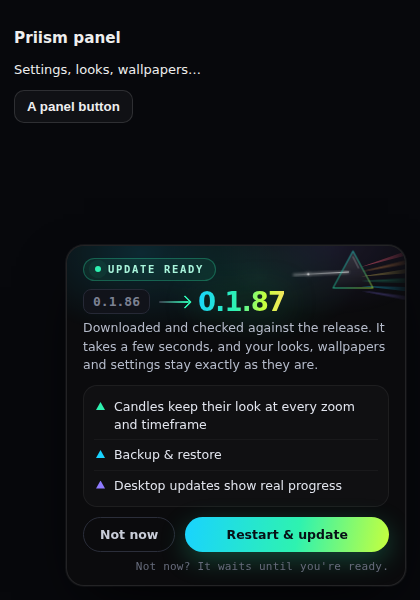 Priism panel
Settings, looks, wallpapers…
A panel button
UPDATE READY
0.1.86 → 0.1.87
Downloaded and checked against the release. It
takes a few seconds, and your looks, wallpapers
and settings stay exactly as they are.
Candles keep their look at every zoom
and timeframe
Backup & restore
Desktop updates show real progress
Not now
Restart & update
Not now? It waits until you're ready.